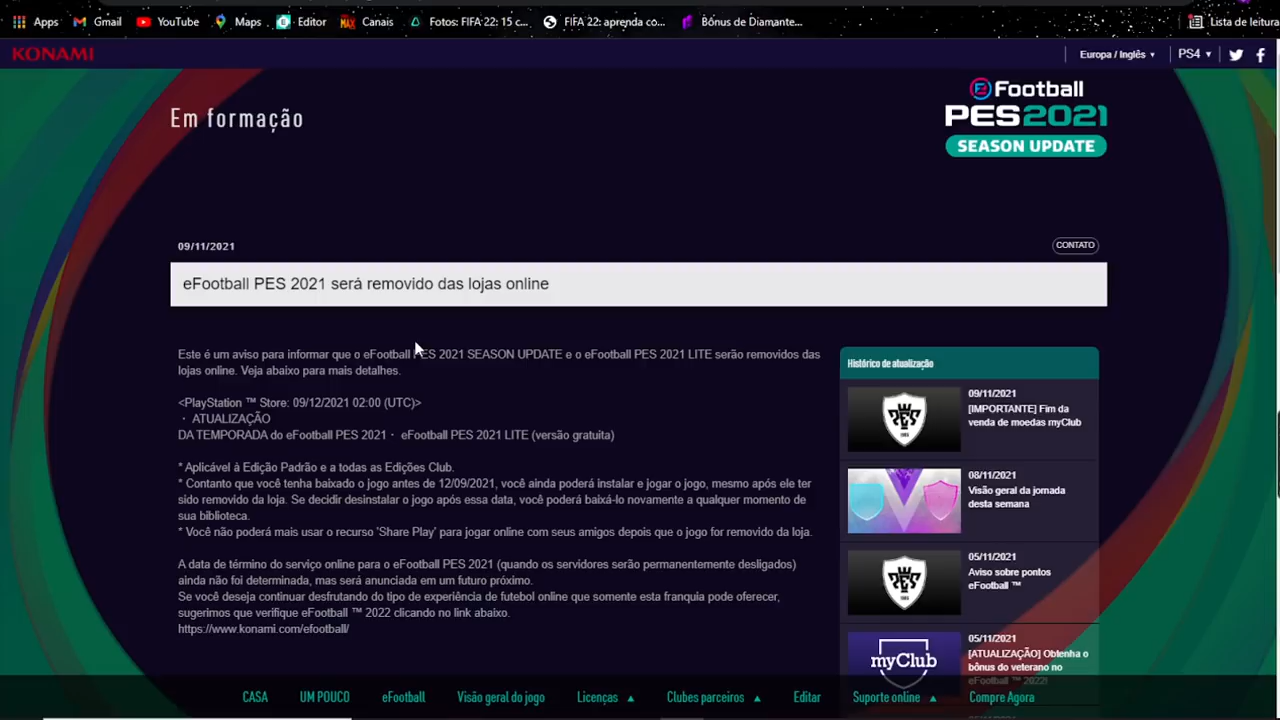 Apps Gmail YouTube Maps Editor Canais Fotos: FIFA 22: 15 c... FIFA 22: aprenda co... Bônus de Diamante... Lista de leitura
KONAMI Europa / Inglês PS4
eFootball
PES2021
SEASON UPDATE
Em formação
09/11/2021 CONTATO
eFootball PES 2021 será removido das lojas online
Este é um aviso para informar que o eFootball PES 2021 SEASON UPDATE e o eFootball PES 2021 LITE serão removidos das
lojas online. Veja abaixo para mais detalhes.
<PlayStation ™ Store: 09/12/2021 02:00 (UTC)>
・ ATUALIZAÇÃO
DA TEMPORADA do eFootball PES 2021・ eFootball PES 2021 LITE (versão gratuita)
* Aplicável à Edição Padrão e a todas as Edições Club.
* Contanto que você tenha baixado o jogo antes de 12/09/2021, você ainda poderá instalar e jogar o jogo, mesmo após ele ter
sido removido da loja. Se decidir desinstalar o jogo após essa data, você poderá baixá-lo novamente a qualquer momento de
sua biblioteca.
* Você não poderá mais usar o recurso 'Share Play' para jogar online com seus amigos depois que o jogo for removido da loja.
A data de término do serviço online para o eFootball PES 2021 (quando os servidores serão permanentemente desligados)
ainda não foi determinada, mas será anunciada em um futuro próximo.
Se você deseja continuar desfrutando do tipo de experiência de futebol online que somente esta franquia pode oferecer,
sugerimos que verifique eFootball ™ 2022 clicando no link abaixo.
https://www.konami.com/efootball/
Histórico de atualização
09/11/2021
[IMPORTANTE] Fim da
venda de moedas myClub
08/11/2021
Visão geral da jornada
desta semana
05/11/2021
Aviso sobre pontos
eFootball ™
05/11/2021
[ATUALIZAÇÃO] Obtenha o
bônus do veterano no
eFootball ™ 2022!
myClub
CASA UM POUCO eFootball Visão geral do jogo Licenças Clubes parceiros Editar Suporte online Compre Agora